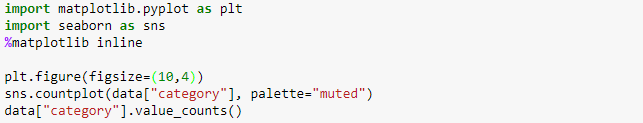 import matplotlib.pyplot as plt
import seaborn as sns
%matplotlib inline
plt.figure(figsize=(10,4))
sns.countplot(data["category"], palette="muted")
data["category"].value_counts()